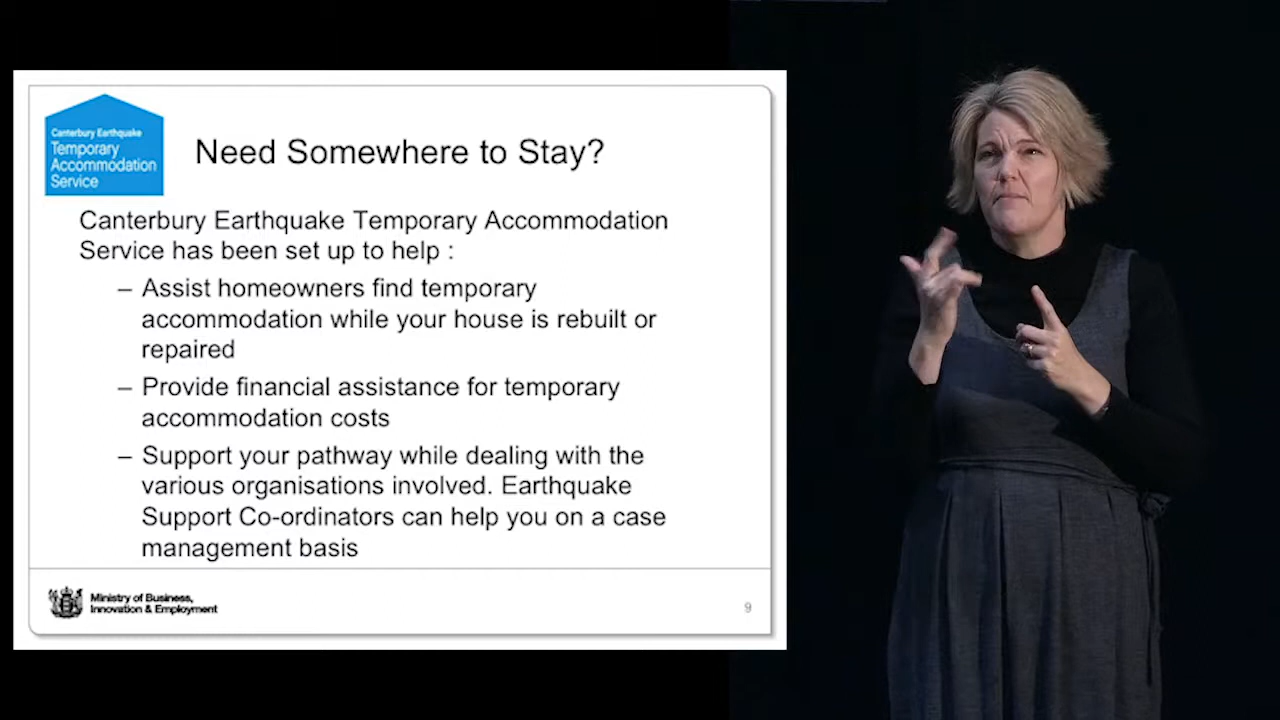 Canterbury Earthquake
Temporary
Accommodation
Service
Need Somewhere to Stay?
Canterbury Earthquake Temporary Accommodation
Service has been set up to help :
– Assist homeowners find temporary
accommodation while your house is rebuilt or
repaired
– Provide financial assistance for temporary
accommodation costs
– Support your pathway while dealing with the
various organisations involved. Earthquake
Support Co-ordinators can help you on a case
management basis
Ministry of Business,
Innovation & Employment
9